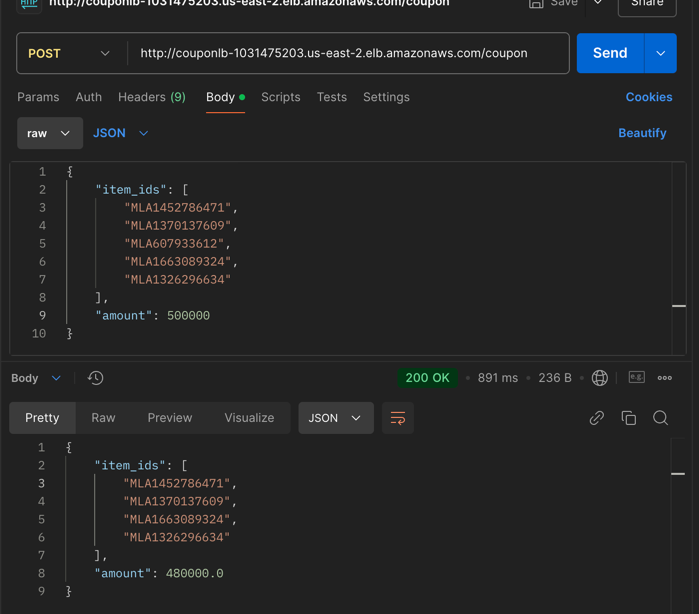 HTTP http://couponlb-1031475203.us-east-2.elb.amazonaws.com/coupon Save Share
POST http://couponlb-1031475203.us-east-2.elb.amazonaws.com/coupon Send
Params Auth Headers (9) Body Scripts Tests Settings Cookies
raw JSON Beautify
1 {
2 "item_ids": [
3 "MLA1452786471",
4 "MLA1370137609",
5 "MLA607933612",
6 "MLA1663089324",
7 "MLA1326296634"
8 ],
9 "amount": 500000
10 }
Body 200 OK • 891 ms • 236 B • e.g.
Pretty Raw Preview Visualize JSON
1 {
2 "item_ids": [
3 "MLA1452786471",
4 "MLA1370137609",
5 "MLA1663089324",
6 "MLA1326296634"
7 ],
8 "amount": 480000.0
9 }